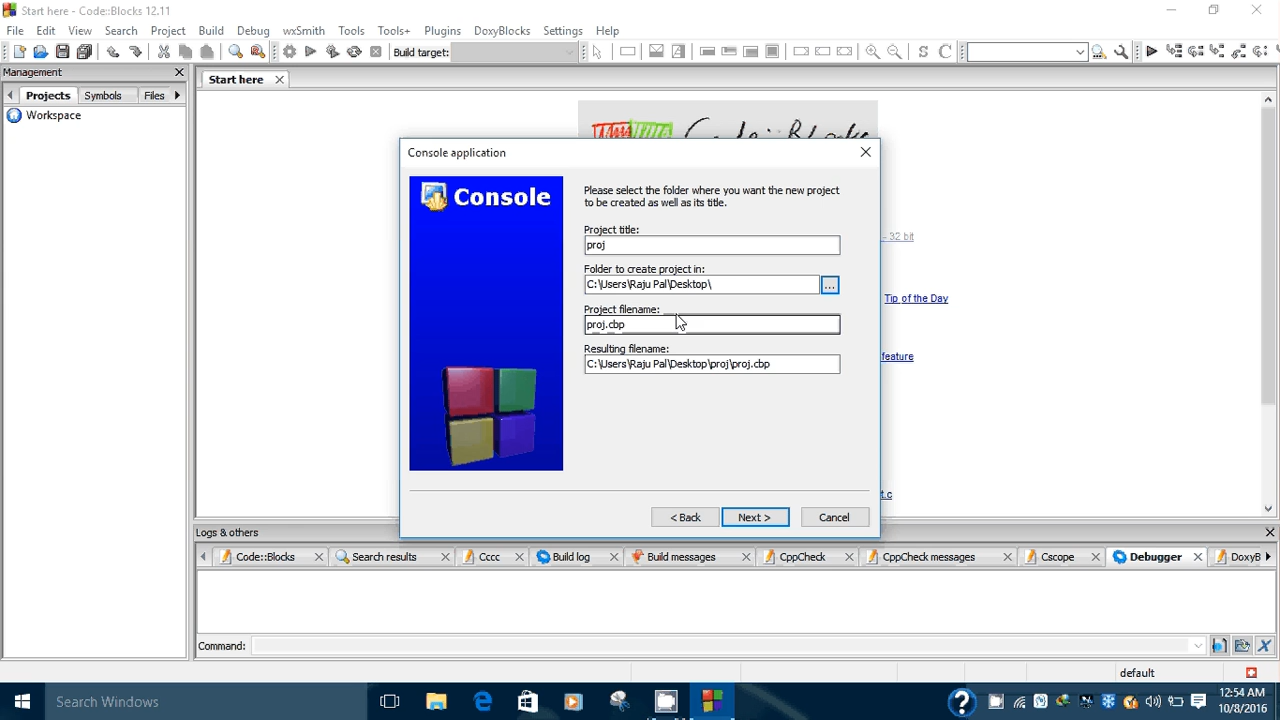 Start here - Code::Blocks 12.11
File Edit View Search Project Build Debug wxSmith Tools Tools+ Plugins DoxyBlocks Settings Help
Build target:
Management
Start here
Projects Symbols Files
Workspace
Code::Blocks
Console application
Console
Please select the folder where you want the new project
to be created as well as its title.
Project title:
proj
- 32 bit
Folder to create project in:
C:\Users\Raju Pal\Desktop\
...
Tip of the Day
Project filename:
proj.cbp
Resulting filename:
feature
C:\Users\Raju Pal\Desktop\proj\proj.cbp
t.c
< Back Next > Cancel
Logs & others
Code::Blocks Search results Cccc Build log Build messages CppCheck CppCheck messages Cscope Debugger DoxyB
Command:
default
Search Windows
12:54 AM
10/8/2016